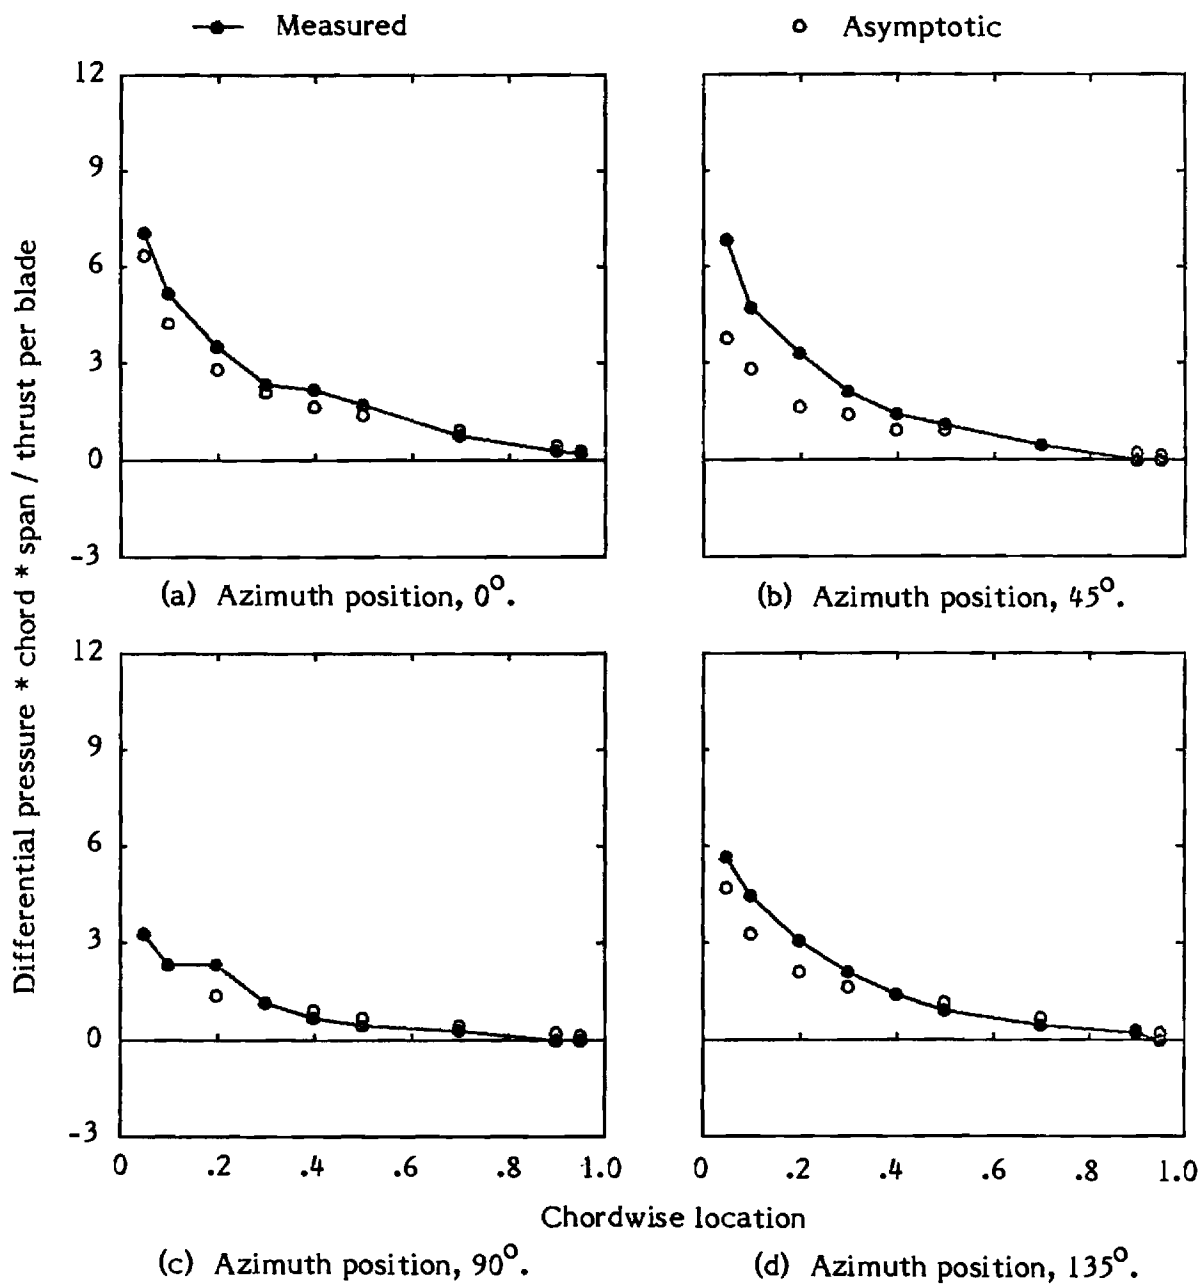 Measured
Asymptotic
Differential pressure * chord * span / thrust per blade
12
9
6
3
0
-3
(a) Azimuth position, 0°.
(b) Azimuth position, 45°.
12
9
6
3
0
-3
0 .2 .4 .6 .8 1.0
0 .2 .4 .6 .8 1.0
Chordwise location
(c) Azimuth position, 90°.
(d) Azimuth position, 135°.